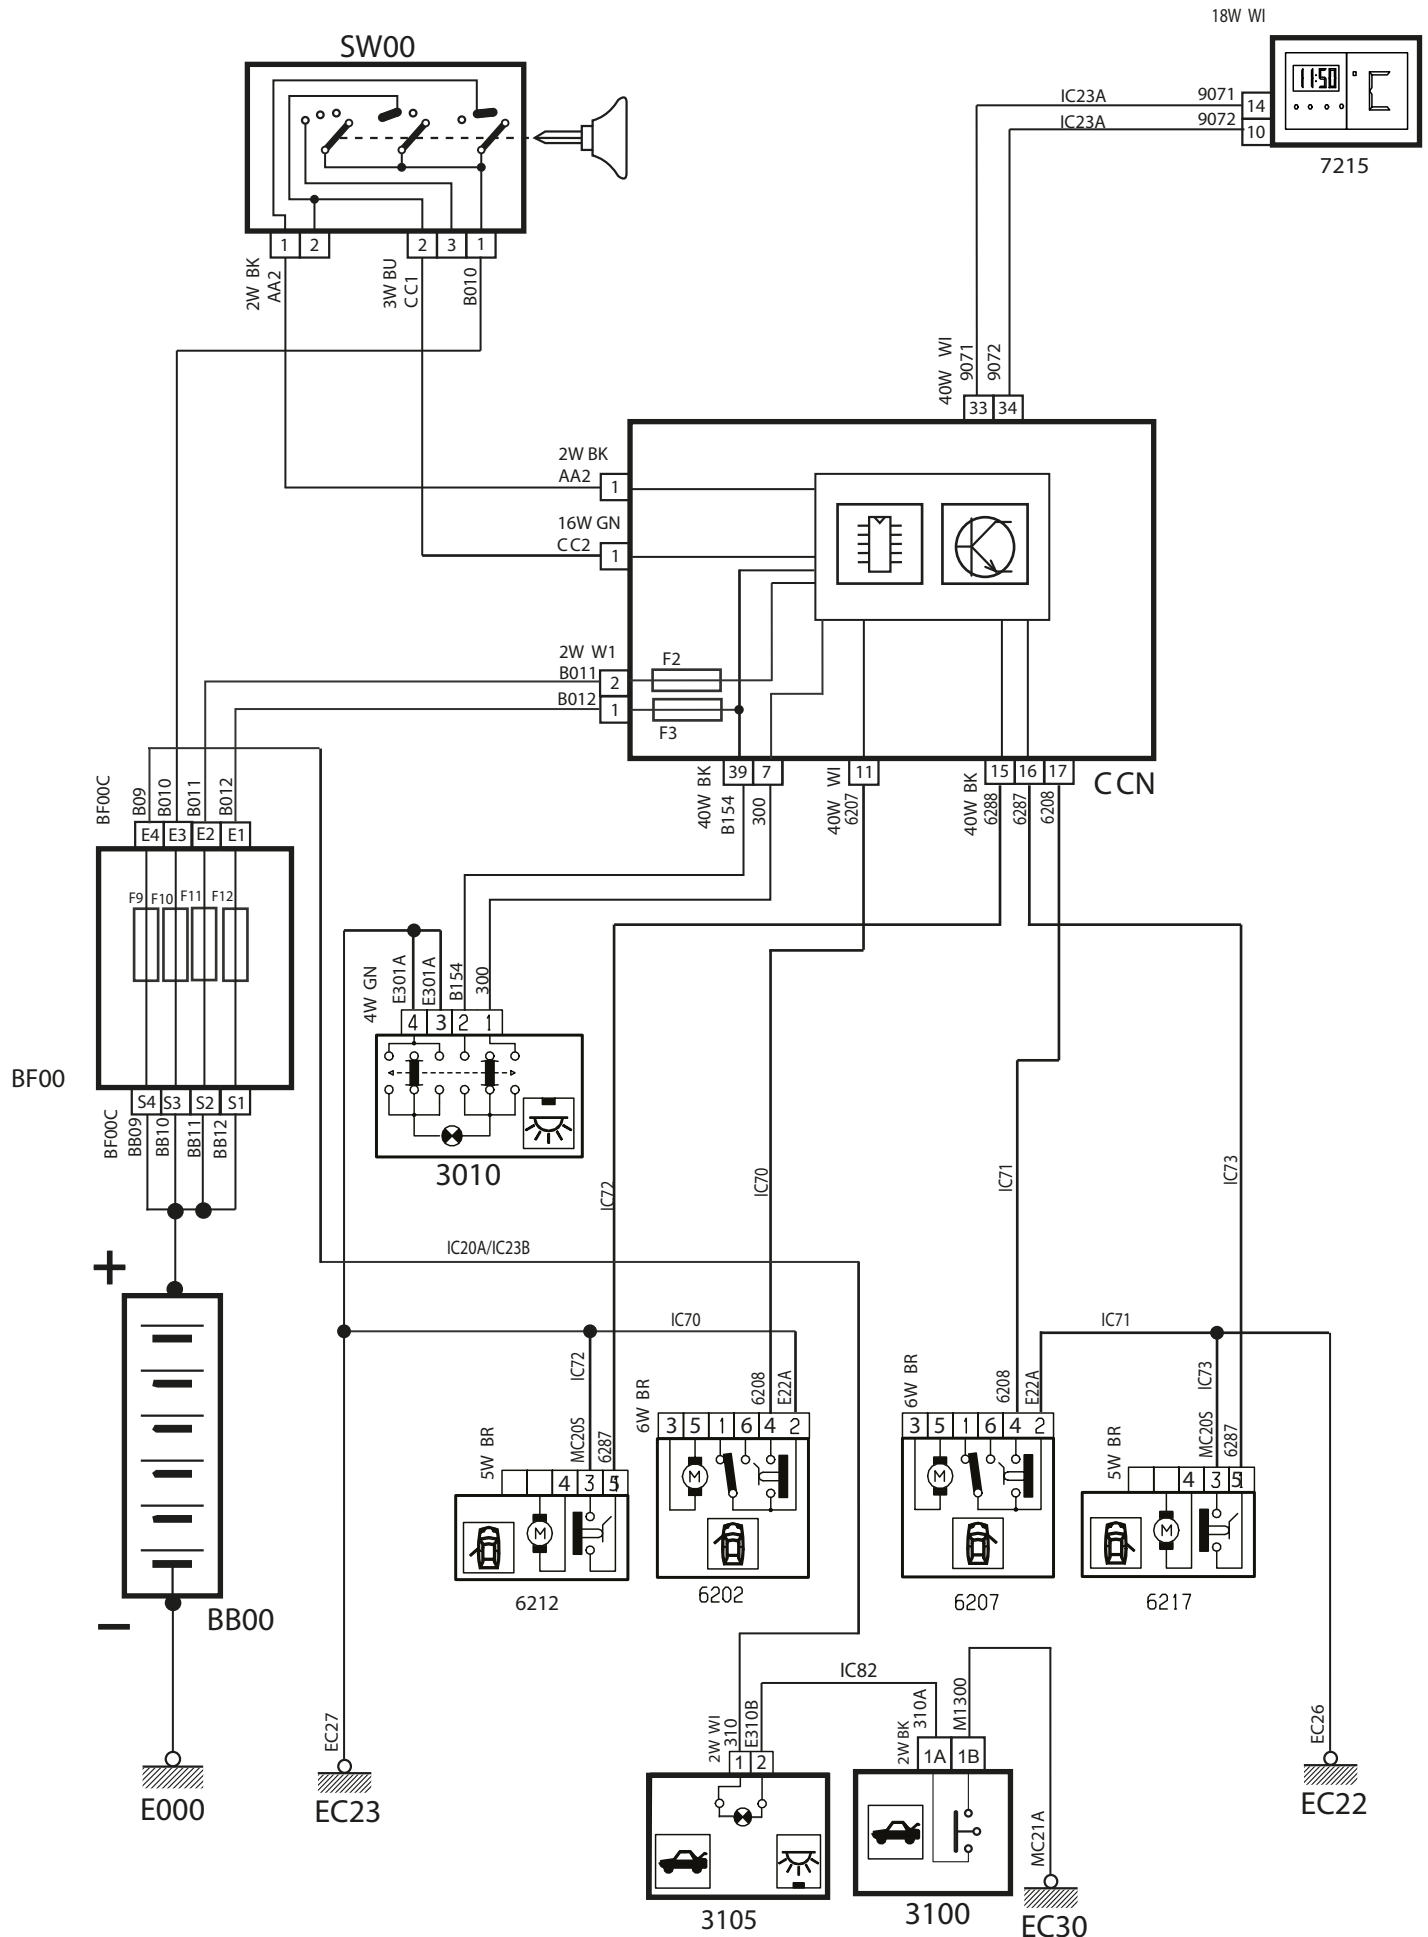 18W WI
SW00
11:50
IC23A
9071
14
IC23A
9072
10
7215
1
2
2
3
1
2W BK
AA2
3W BU
CC1
B010
40W WI
9071
9072
33
34
2W BK
AA2
1
16W GN
CC2
1
2W W1
B011
2
F2
B012
1
F3
39
7
11
15
16
17
CCN
40W BK
B154
300
40W WI
6207
40W BK
6288
6287
6208
BF00C
B09
B010
B011
B012
E4
E3
E2
E1
F9
F10
F11
F12
4W GN
E301A
E301A
B154
300
4
3
2
1
BF00
S4
S3
S2
S1
BF00C
BB09
BB10
BB11
BB12
3010
IC72
IC70
IC71
IC73
+
IC20A/IC23B
IC70
IC71
IC72
IC73
6W BR
6208
E22A
6W BR
6208
E22A
3
5
1
6
4
2
3
5
1
6
4
2
5W BR
MC20S
6287
5W BR
MC20S
6287
4
3
5
4
3
5
M
M
M
M
6212
6202
6207
6217
−
BB00
IC82
EC27
2W WI
310
E310B
2W BK
310A
M1300
EC26
1
2
1A
1B
E000
EC23
EC22
MC21A
3105
3100
EC30